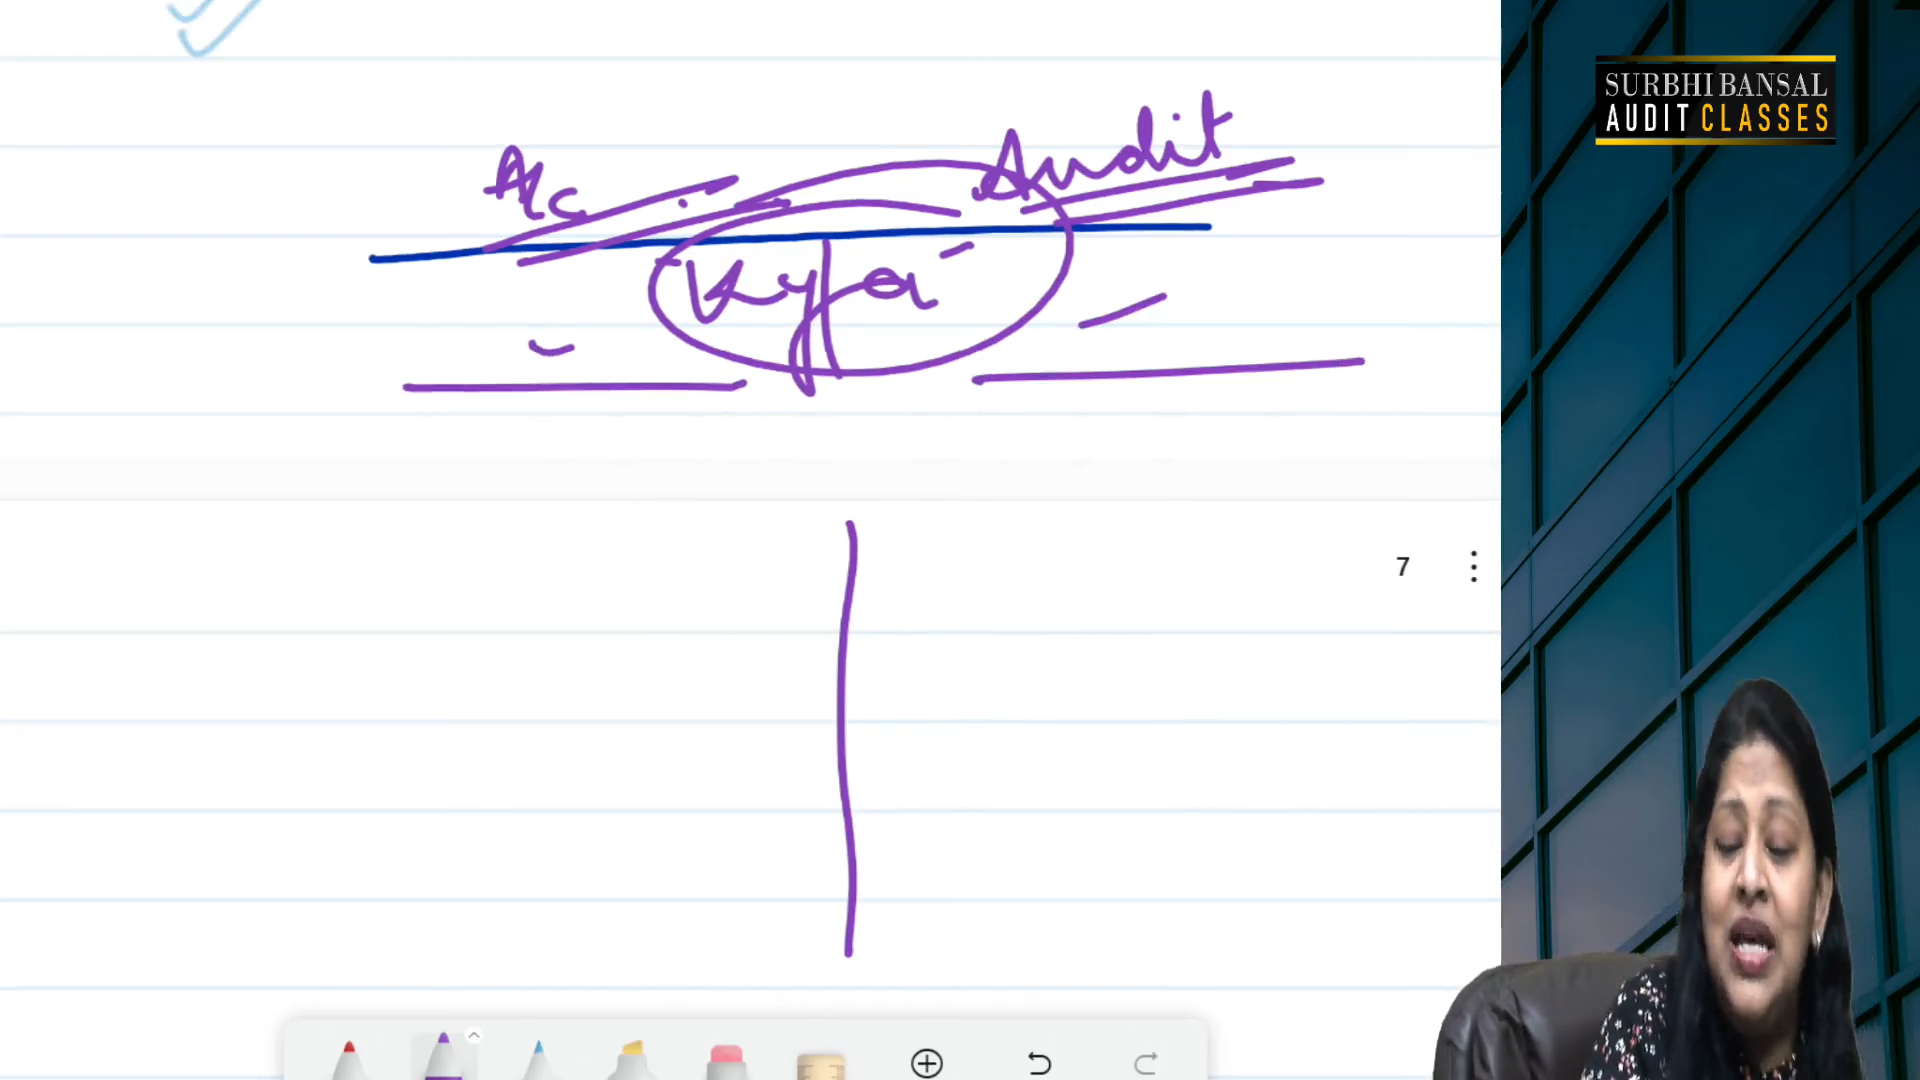 A/c Audit
Kya
7
SURBHI BANSAL
AUDIT CLASSES